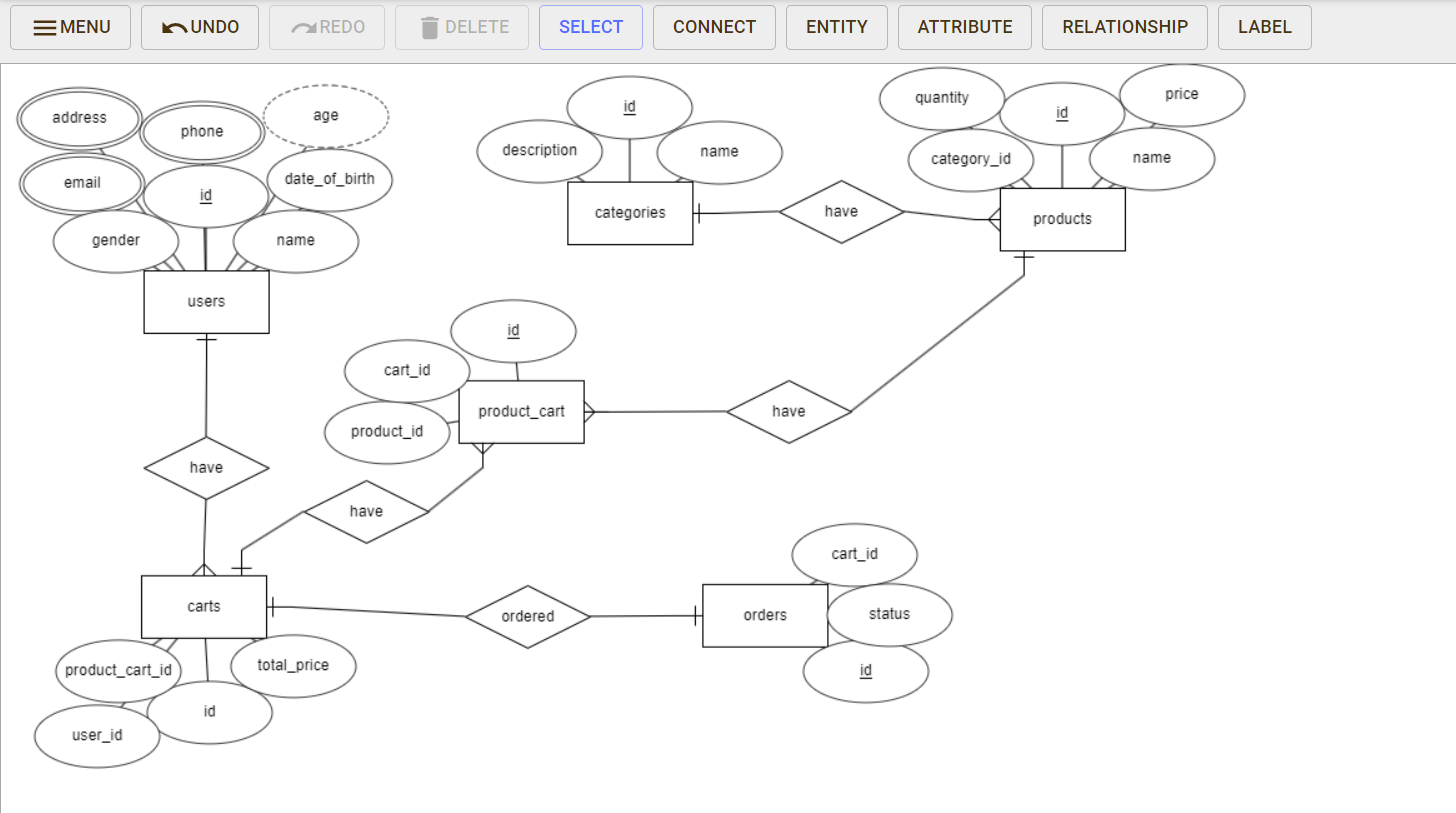 MENU
UNDO
REDO
DELETE
SELECT
CONNECT
ENTITY
ATTRIBUTE
RELATIONSHIP
LABEL
address
phone
age
email
id
date_of_birth
gender
name
users
id
description
name
categories
have
quantity
id
price
category_id
name
products
id
cart_id
product_id
product_cart
have
have
have
carts
product_cart_id
total_price
id
user_id
ordered
orders
cart_id
status
id